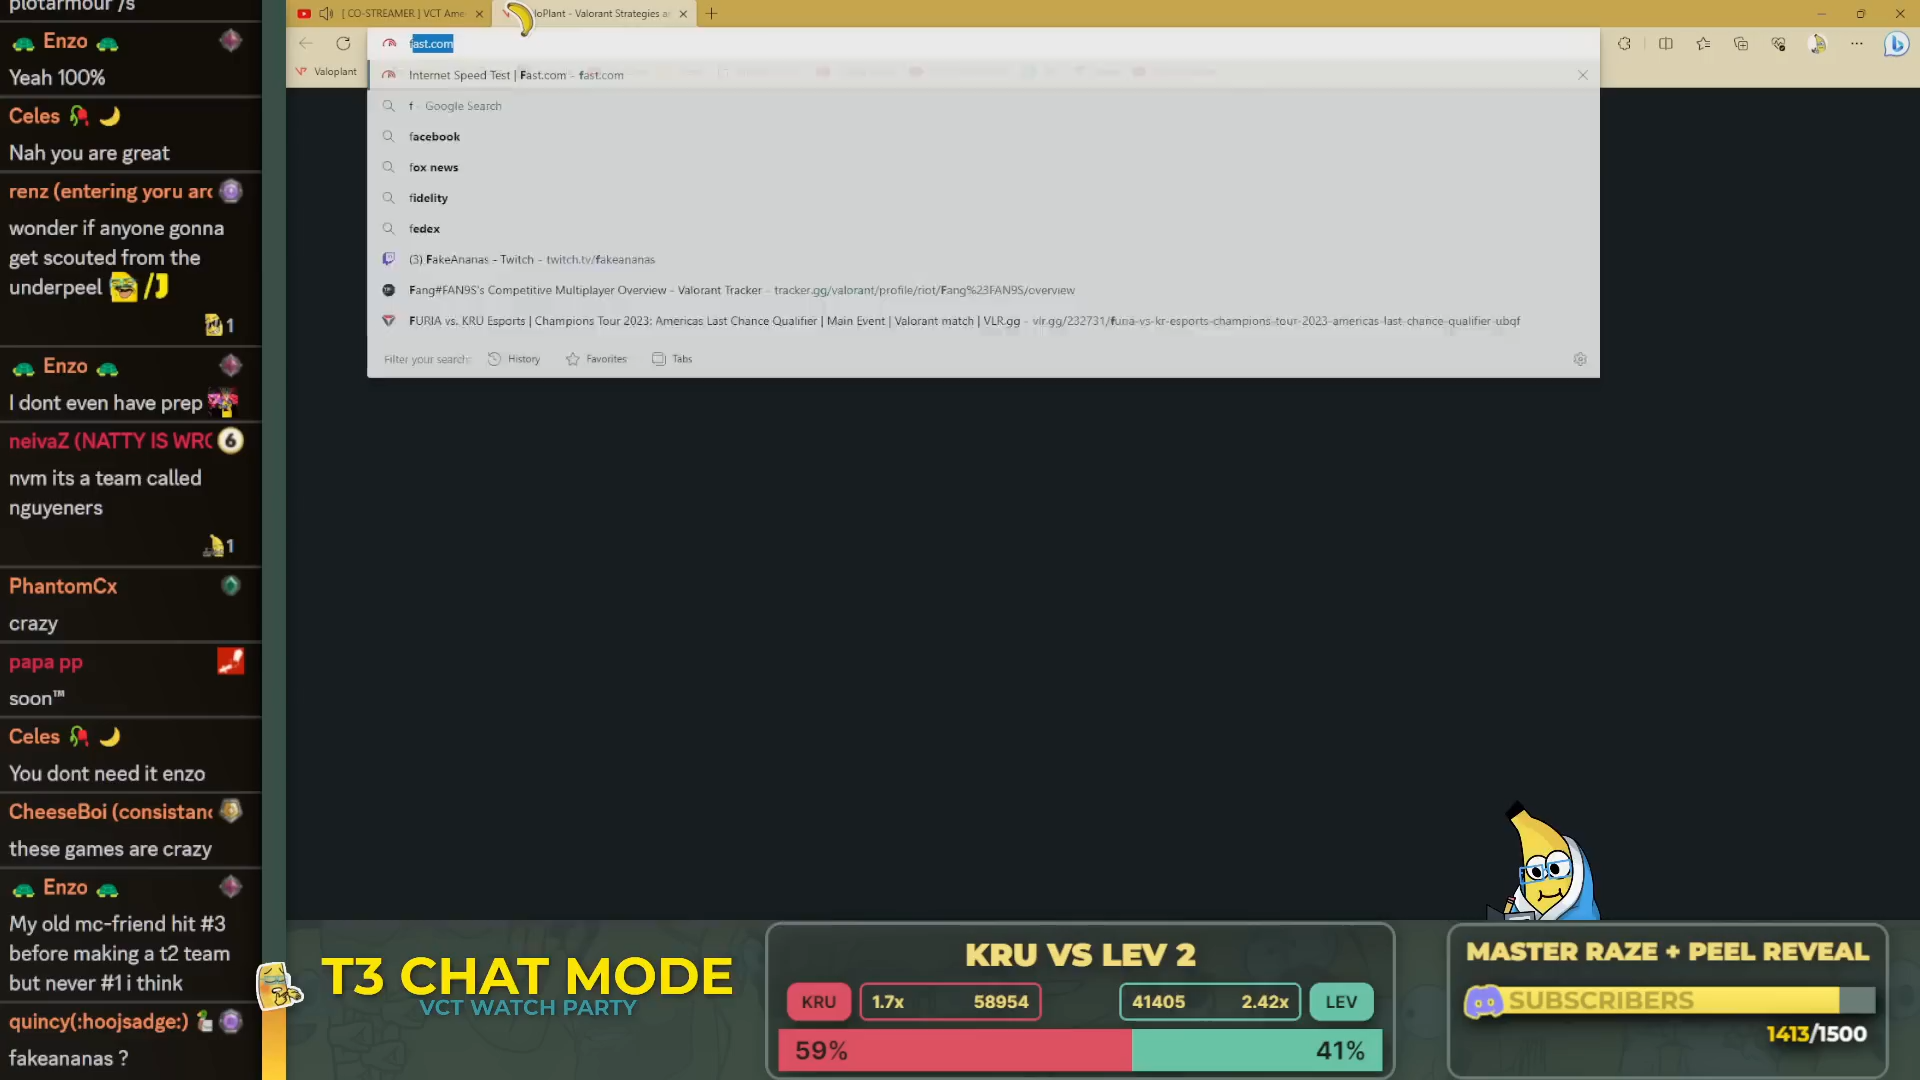 plotarmour /s
Enzo
Yeah 100%
Celes
Nah you are great
renz (entering yoru arc
wonder if anyone gonna
get scouted from the
underpeel
1
Enzo
I dont even have prep
neivaZ (NATTY IS WRO
6
nvm its a team called
nguyeners
1
PhantomCx
crazy
papa pp
soon™
Celes
You dont need it enzo
CheeseBoi (consistanc
these games are crazy
Enzo
My old mc-friend hit #3
before making a t2 team
but never #1 i think
quincy(:hoojsadge:)
fakeananas ?
[ CO-STREAMER ] VCT Ame
loPlant - Valorant Strategies a
fast.com
Valoplant
Internet Speed Test | Fast.com - fast.com
f - Google Search
facebook
fox news
fidelity
fedex
(3) FakeAnanas - Twitch - twitch.tv/fakeananas
Fang#FAN9S's Competitive Multiplayer Overview - Valorant Tracker - tracker.gg/valorant/profile/riot/Fang%23FAN9S/overview
FURIA vs. KRU Esports | Champions Tour 2023: Americas Last Chance Qualifier | Main Event | Valorant match | VLR.gg - vlr.gg/232731/furia-vs-kr-esports-champions-tour-2023-americas-last-chance-qualifier-ubqf
Filter your search:
History
Favorites
Tabs
T3 CHAT MODE
VCT WATCH PARTY
KRU VS LEV 2
KRU
1.7x
58954
41405
2.42x
LEV
59%
41%
MASTER RAZE + PEEL REVEAL
SUBSCRIBERS
1413/1500